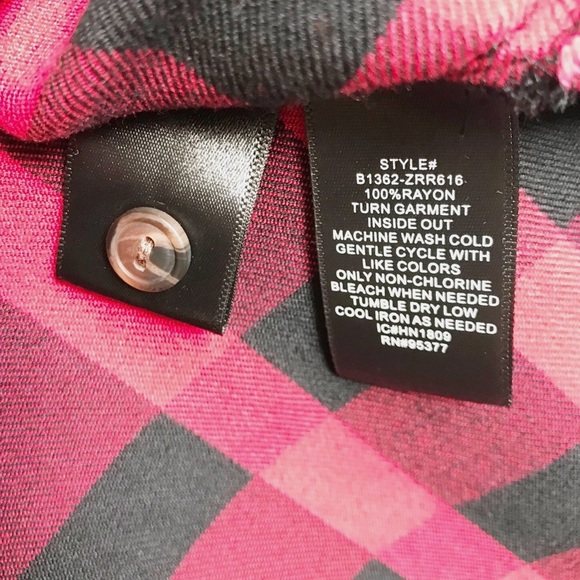 STYLE#
B1362-ZRR616
100%RAYON
TURN GARMENT
INSIDE OUT
MACHINE WASH COLD
GENTLE CYCLE WITH
LIKE COLORS
ONLY NON-CHLORINE
BLEACH WHEN NEEDED
TUMBLE DRY LOW
COOL IRON AS NEEDED
IC#HN1809
RN#95377